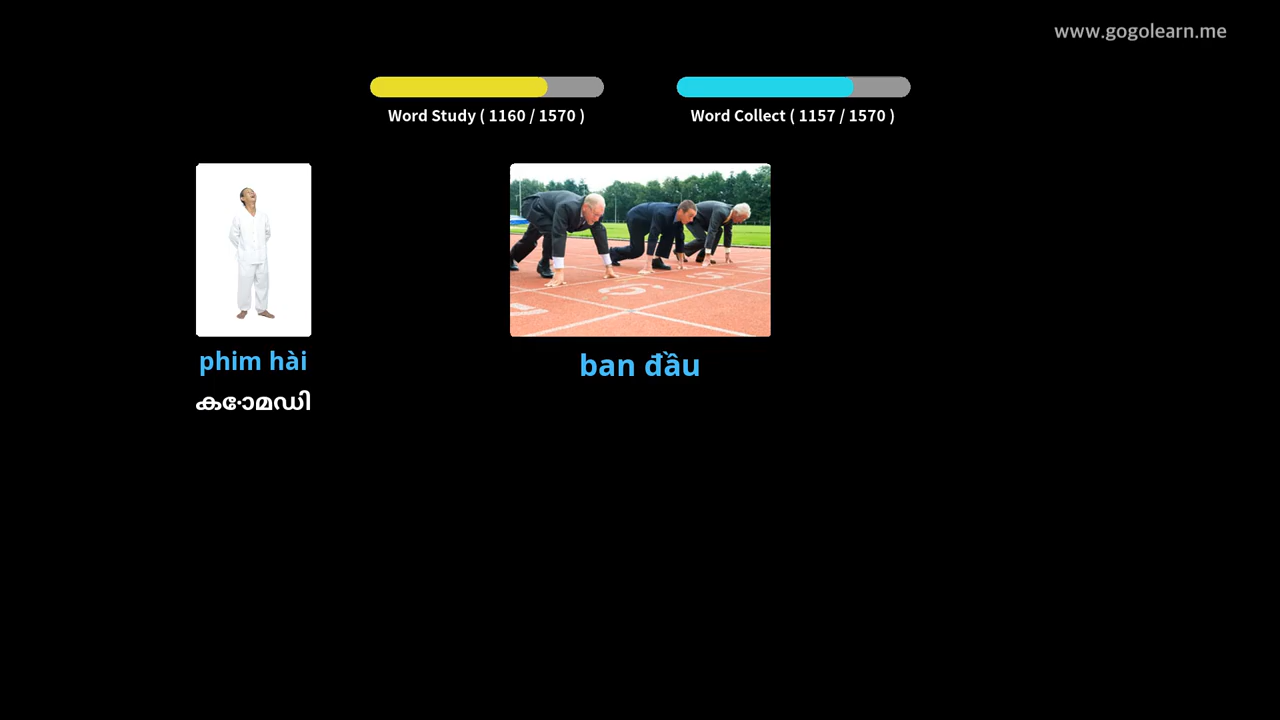 www.gogolearn.me
Word Study ( 1160 / 1570 )
Word Collect ( 1157 / 1570 )
phim hài
കോമഡി
ban đầu